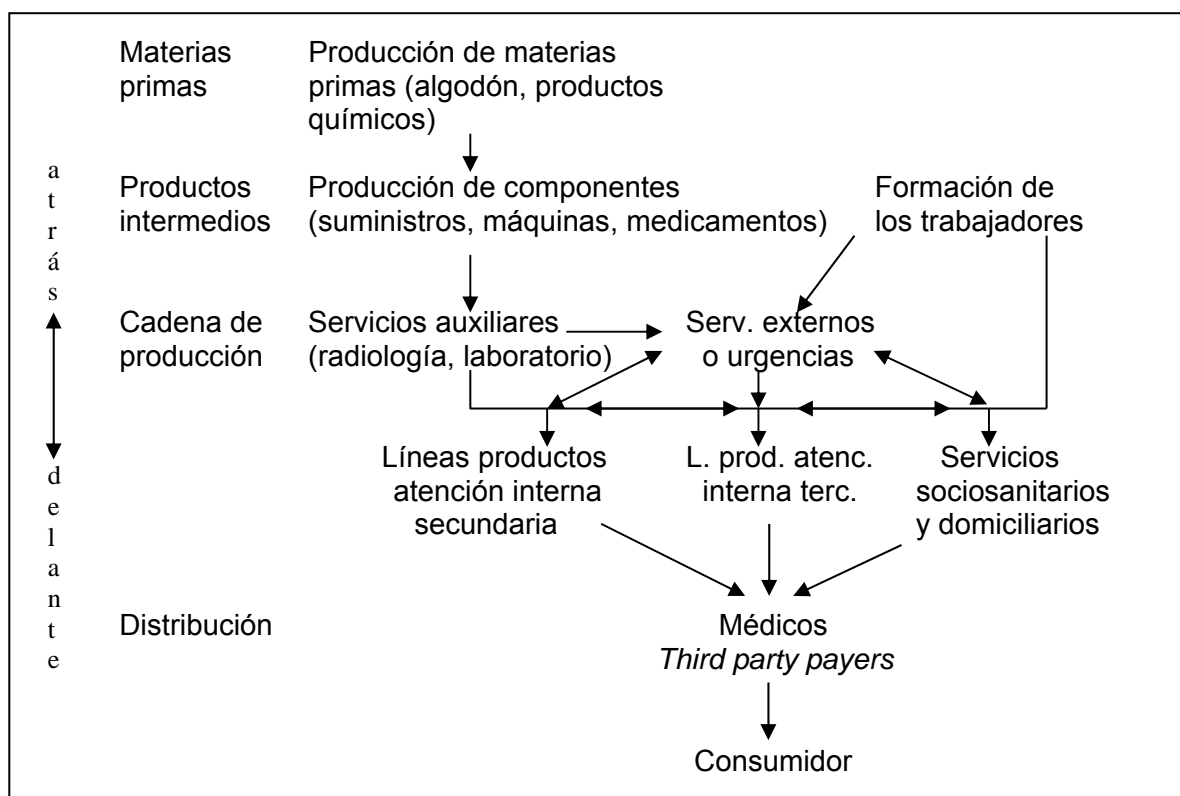 Materias
primas
Producción de materias
primas (algodón, productos
químicos)
atrás
delante
Productos
intermedios
Producción de componentes
(suministros, máquinas, medicamentos)
Formación de
los trabajadores
Cadena de
producción
Servicios auxiliares
(radiología, laboratorio)
Serv. externos
o urgencias
Líneas productos
atención interna
secundaria
L. prod. atenc.
interna terc.
Servicios
sociosanitarios
y domiciliarios
Distribución
Médicos
Third party payers
Consumidor